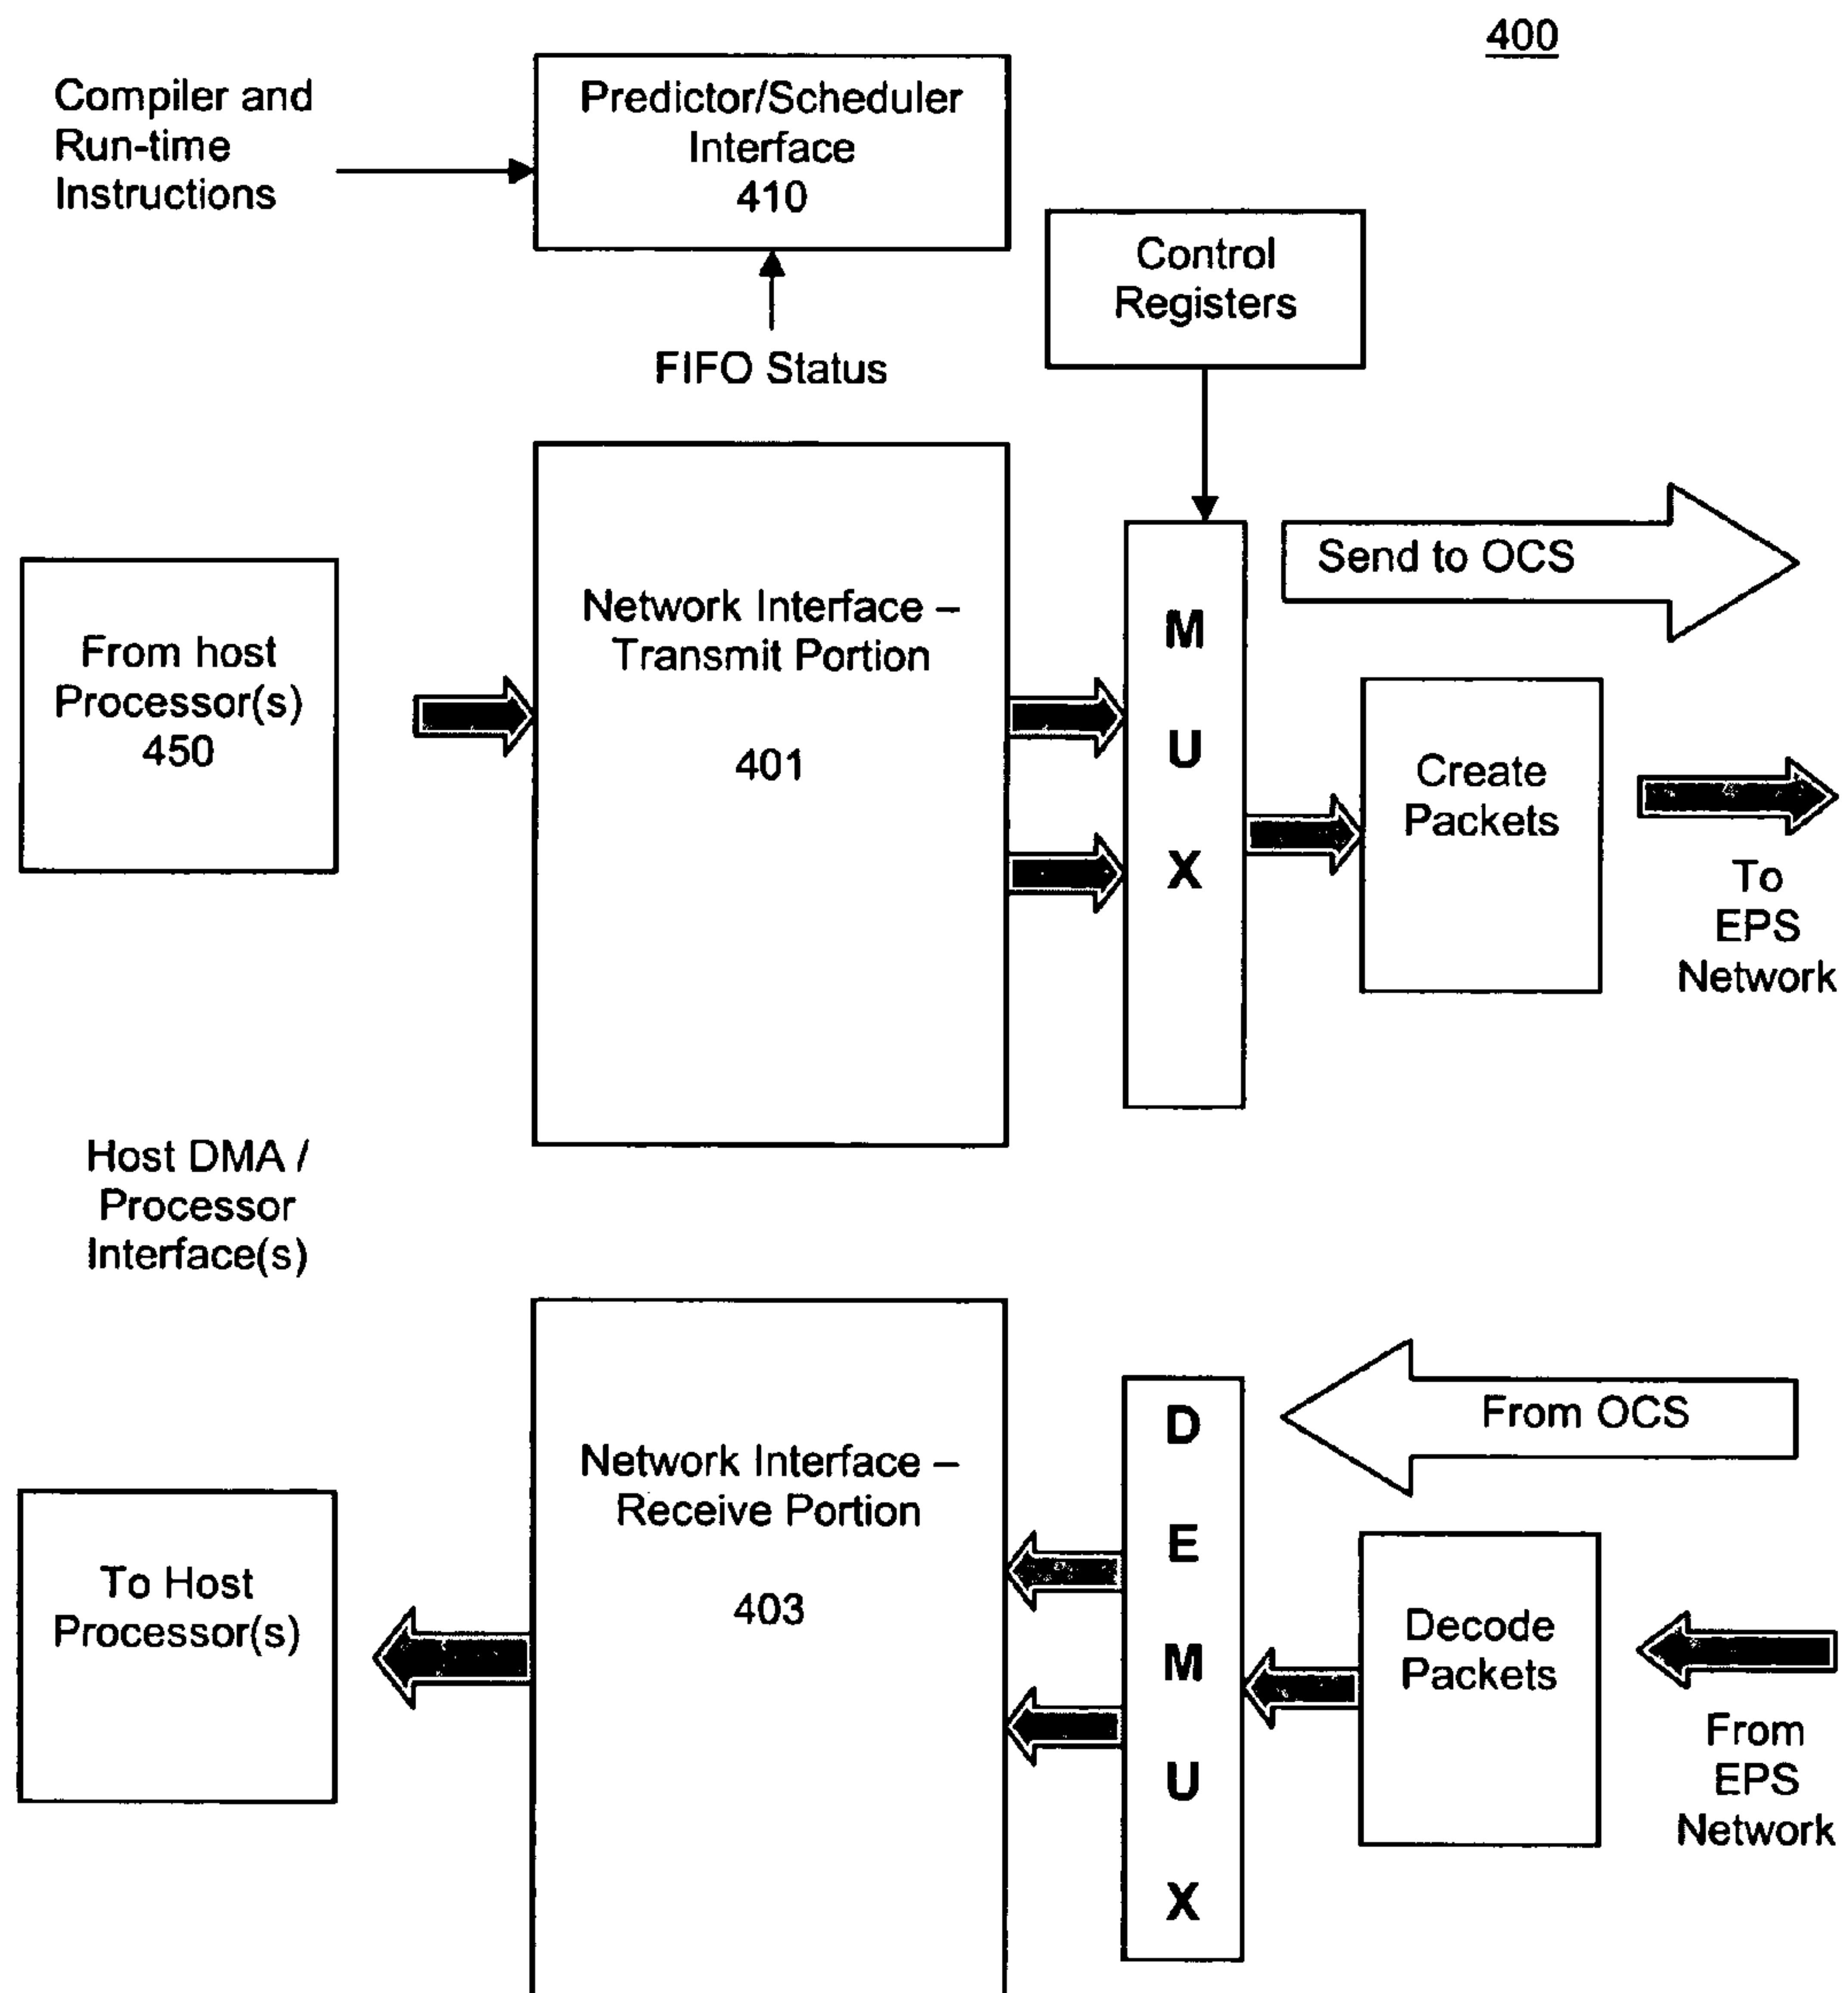 400
Compiler and
Run-time
Instructions
Predictor/Scheduler
Interface
410
Control
Registers
FIFO Status
Send to OCS
From host
Processor(s)
450
Network Interface –
Transmit Portion
401
M
U
X
Create
Packets
To
EPS
Network
Host DMA /
Processor
Interface(s)
From OCS
To Host
Processor(s)
Network Interface –
Receive Portion
403
D
E
M
U
X
Decode
Packets
From
EPS
Network